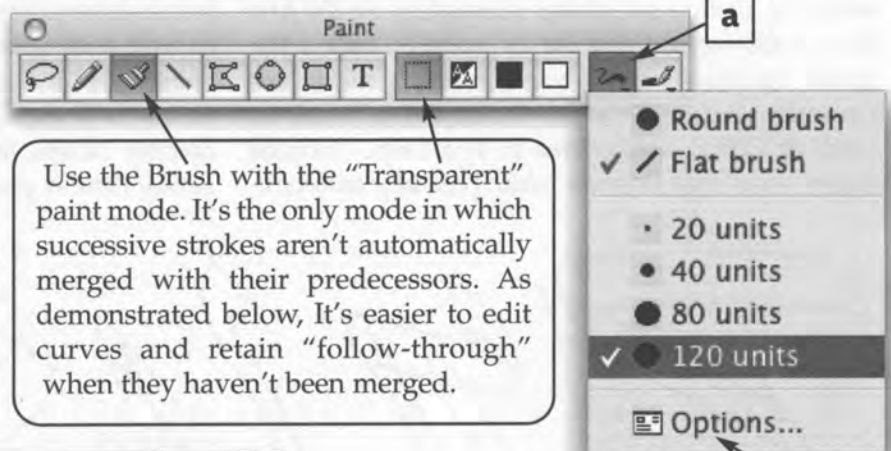 Paint
a
T
AA
Round brush
Flat brush
20 units
40 units
80 units
120 units
Options...
Use the Brush with the “Transparent”
paint mode. It's the only mode in which
successive strokes aren't automatically
merged with their predecessors. As
demonstrated below, It's easier to edit
curves and retain “follow-through”
when they haven't been merged.